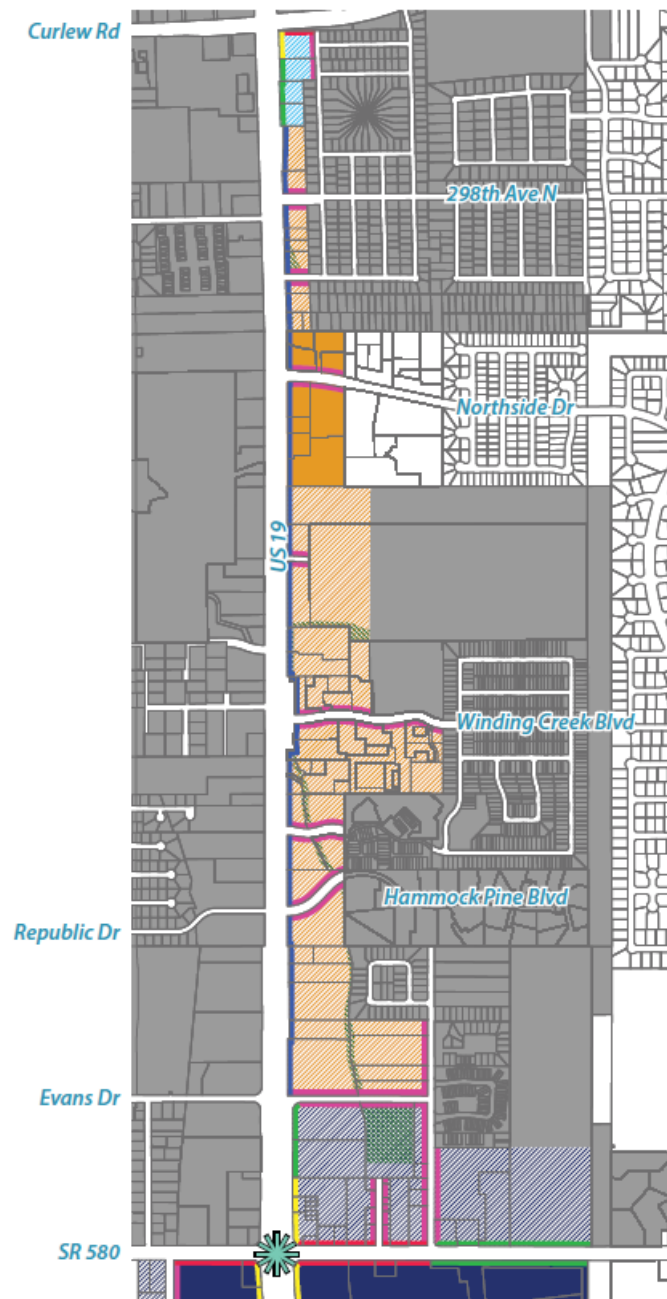 Curlew Rd
298th Ave N
Northside Dr
US 19
Winding Creek Blvd
Hammock Pine Blvd
Republic Dr
Evans Dr
SR 580